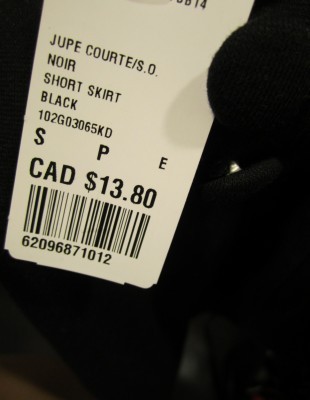 JUPE COURTE/S.O.
NOIR
SHORT SKIRT
BLACK
102G03065KD
S P E
CAD $13.80
62096871012